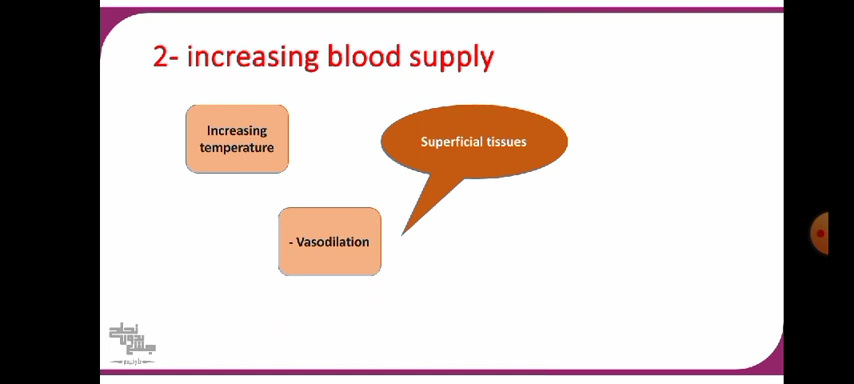 2- increasing blood supply
Increasing
temperature
Superficial tissues
- Vasodilation